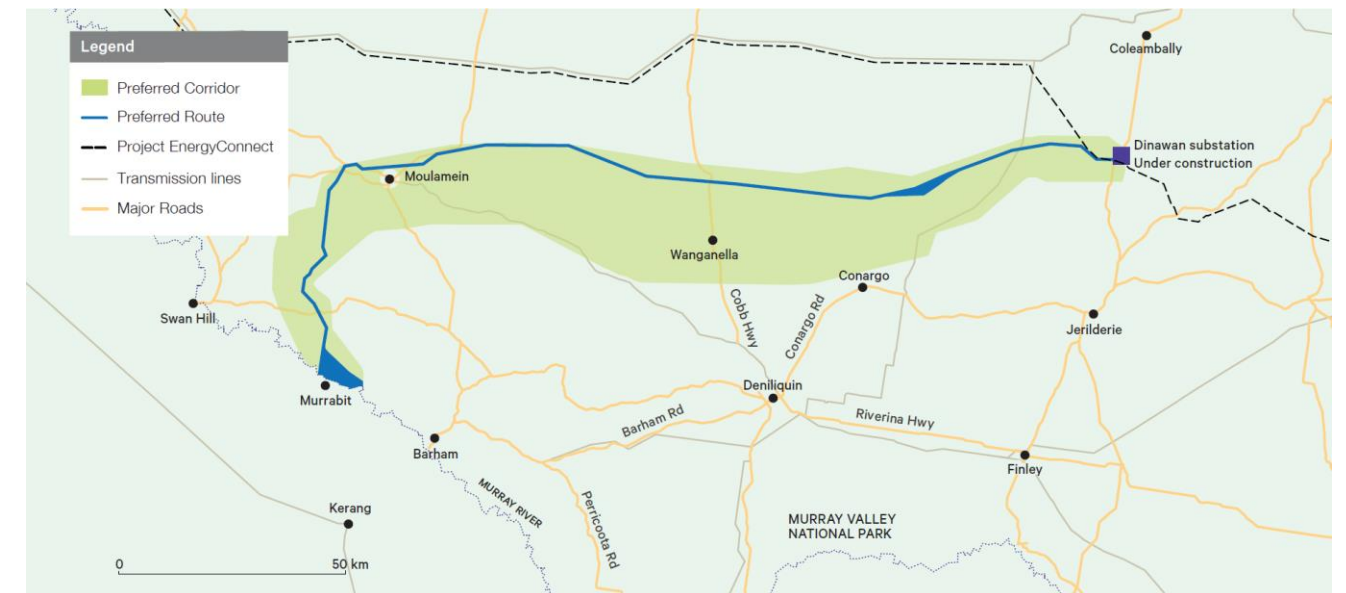 Legend
Preferred Corridor
Preferred Route
Project EnergyConnect
Transmission lines
Major Roads
Coleambally
Dinawan substation
Under construction
Moulamein
Wanganella
Conargo
Swan Hill
Cobb Hwy
Conargo Rd
Jerilderie
Murrabit
Deniliquin
Barham Rd
Riverina Hwy
Barham
Finley
MURRAY RIVER
Perricoota Rd
Kerang
MURRAY VALLEY
NATIONAL PARK
0
50 km